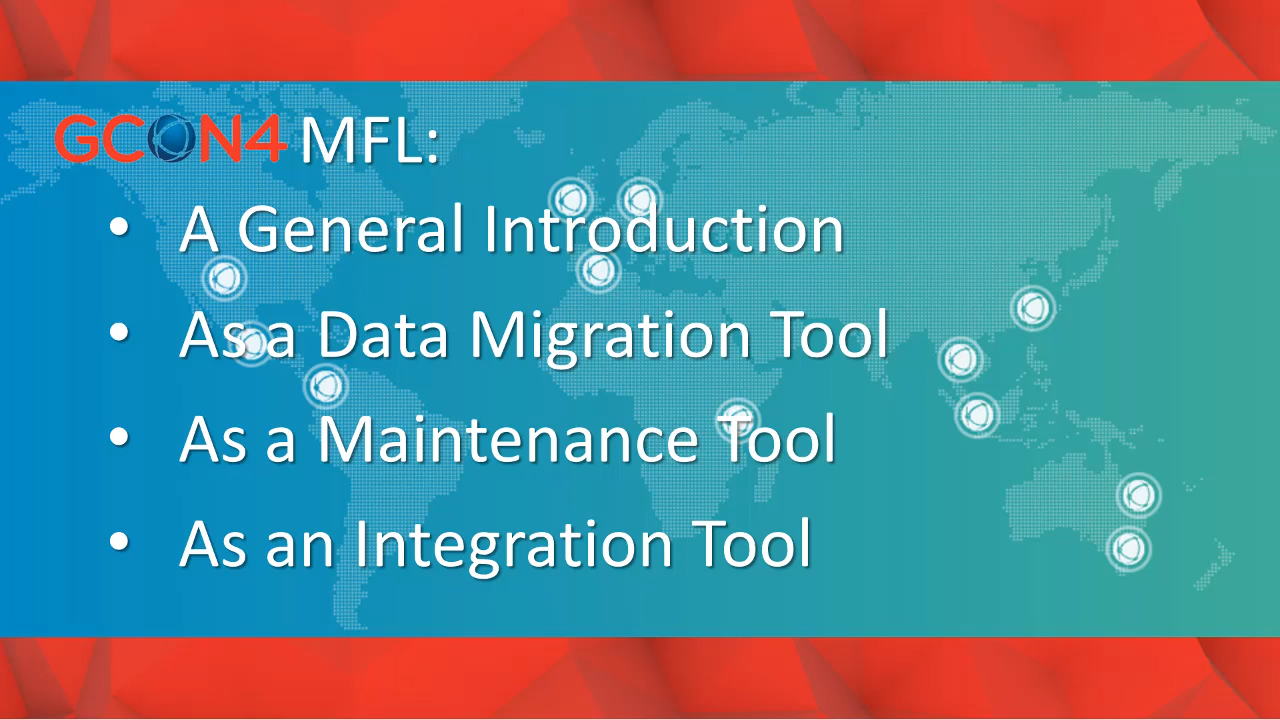 GCON4 MFL:
• A General Introduction
• As a Data Migration Tool
• As a Maintenance Tool
• As an Integration Tool